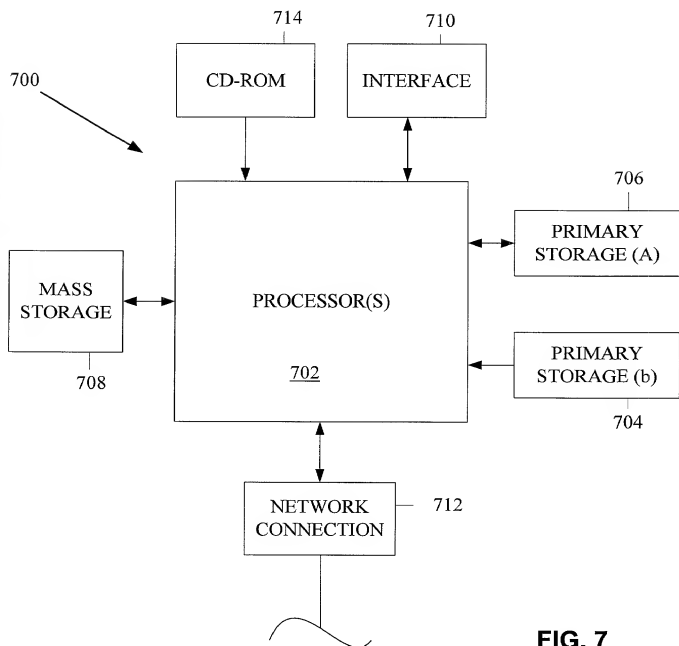 714
710
700
CD-ROM
INTERFACE
706
PRIMARY
STORAGE (A)
MASS
STORAGE
PROCESSOR(S)
PRIMARY
STORAGE (b)
702
708
704
NETWORK
CONNECTION
712
FIG. 7